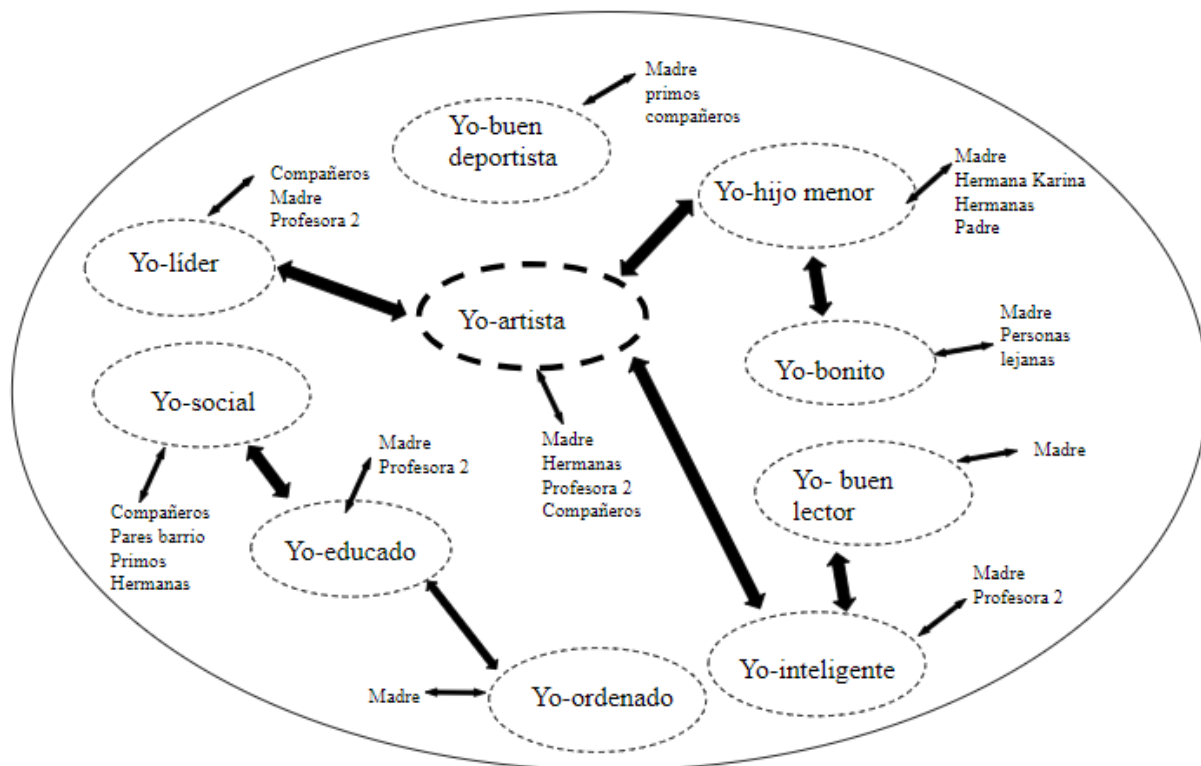 Madre
primos
compañeros
Yo-buen
deportista
Madre
Hermana Karina
Hermanas
Padre
Yo-hijo menor
Compañeros
Madre
Profesora 2
Yo-líder
Yo-artista
Madre
Personas
lejanas
Yo-bonito
Yo-social
Madre
Profesora 2
Madre
Hermanas
Profesora 2
Compañeros
Madre
Yo- buen
lector
Compañeros
Pares barrio
Primos
Hermanas
Yo-educado
Madre
Profesora 2
Yo-inteligente
Madre
Yo-ordenado